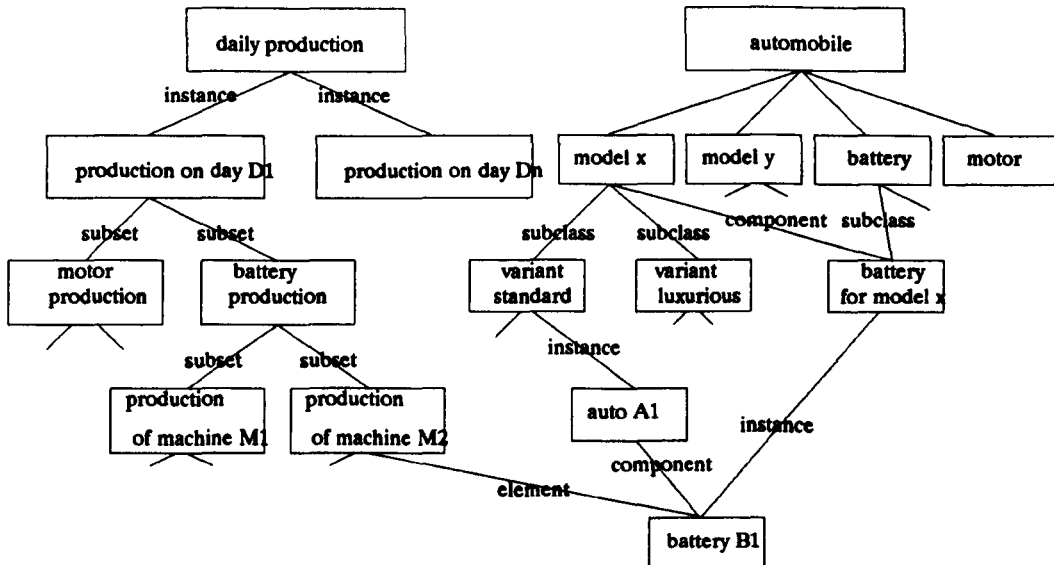 daily production
automobile
instance
instance
production on day D1
production on day Dn
model x
model y
battery
motor
component
subset
subset
subclass
subclass
subclass
motor
production
battery
production
variant
standard
variant
luxurious
battery
for model x
subset
subset
instance
production
of machine M1
production
of machine M2
auto A1
instance
component
element
battery B1